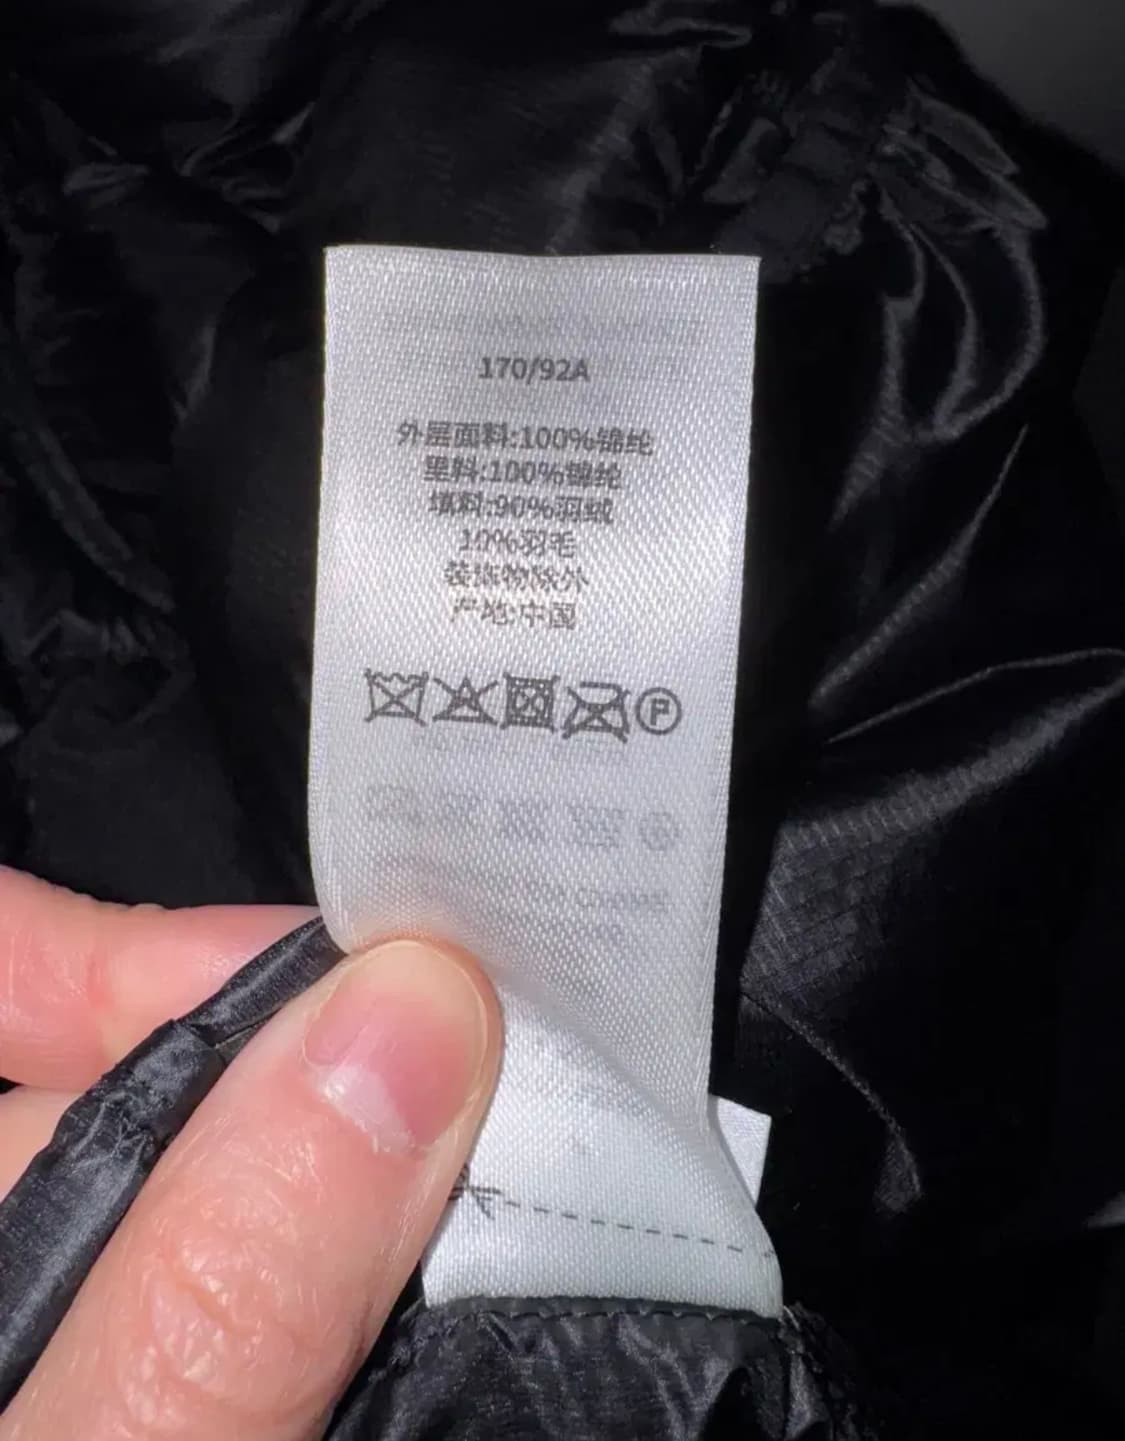 170/92A
外层面料:100%锦纶
里料:100%锦纶
填料:90%羽绒
10%羽毛
装饰物除外
产地:中国
P